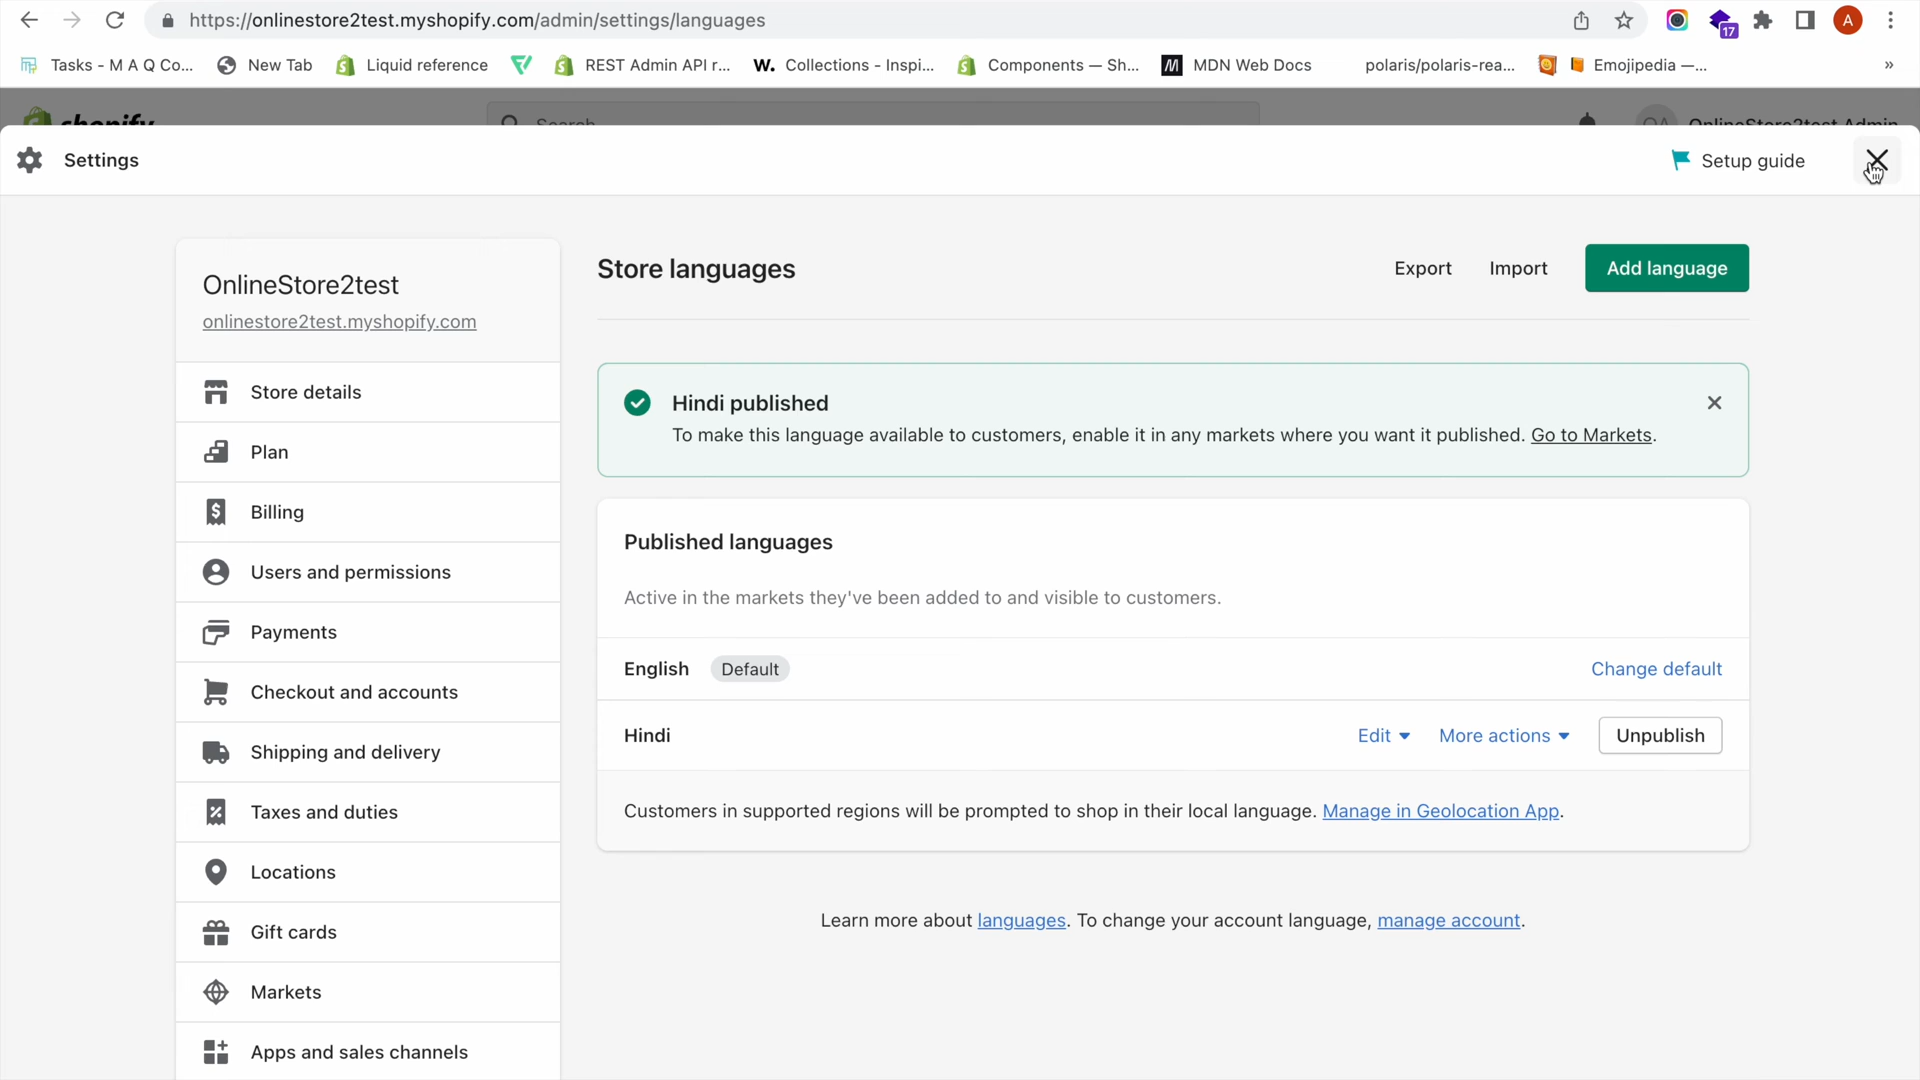 https://onlinestore2test.myshopify.com/admin/settings/languages
17
A
Tasks - M A Q Co...
New Tab
Liquid reference
REST Admin API r...
W. Collections - Inspi...
Components — Sh...
MDN Web Docs
polaris/polaris-rea...
Emojipedia —...
»
shopify
Search
OA
OnlineStore2test Admin
Settings
Setup guide
OnlineStore2test
onlinestore2test.myshopify.com
Store details
Plan
Billing
Users and permissions
Payments
Checkout and accounts
Shipping and delivery
Taxes and duties
Locations
Gift cards
Markets
Apps and sales channels
Store languages
Export
Import
Add language
Hindi published
To make this language available to customers, enable it in any markets where you want it published. Go to Markets.
Published languages
Active in the markets they've been added to and visible to customers.
English Default
Change default
Hindi
Edit
More actions
Unpublish
Customers in supported regions will be prompted to shop in their local language. Manage in Geolocation App.
Learn more about languages. To change your account language, manage account.